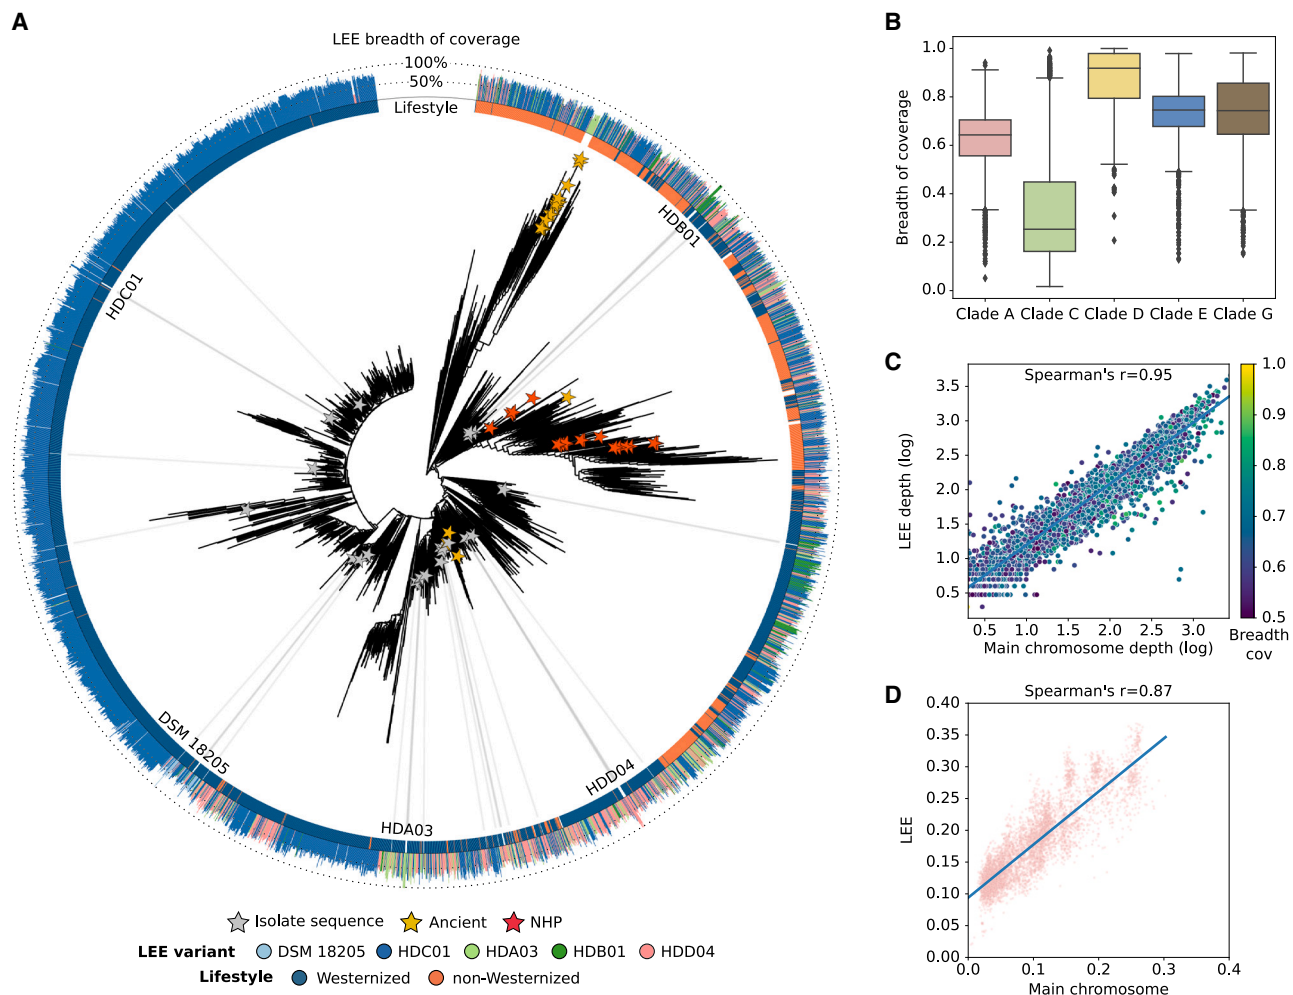 A
LEE breadth of coverage
100%
50%
Lifestyle
HDB01
HDC01
DSM 18205
HDA03
HDD04
Isolate sequence Ancient NHP
LEE variant DSM 18205 HDC01 HDA03 HDB01 HDD04
Lifestyle Westernized non-Westernized
B
Breadth of coverage
1.0
0.8
0.6
0.4
0.2
0.0
Clade A Clade C Clade D Clade E Clade G
C
Spearman's r=0.95
LEE depth (log)
3.5
3.0
2.5
2.0
1.5
1.0
0.5
0.5 1.0 1.5 2.0 2.5 3.0
Main chromosome depth (log)
1.0
0.9
0.8
0.7
0.6
0.5
Breadth
cov
D
Spearman's r=0.87
LEE
0.40
0.35
0.30
0.25
0.20
0.15
0.10
0.05
0.00
0.0 0.1 0.2 0.3 0.4
Main chromosome